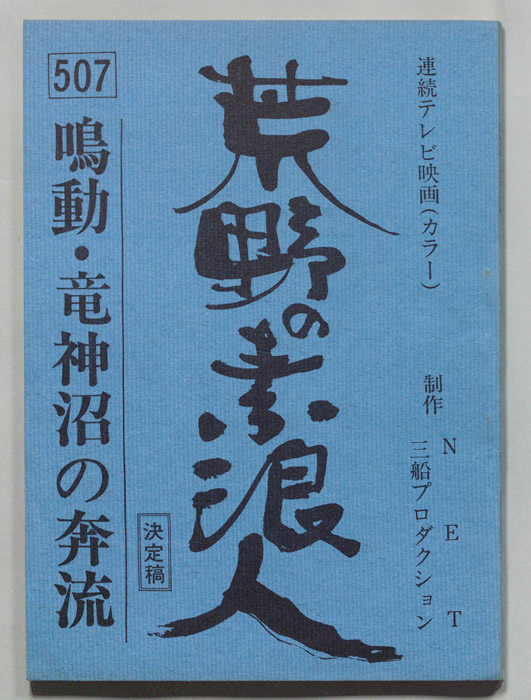 連続テレビ映画(カラー)
制作 NET
三船プロダクション
荒野の素浪人
決定稿
507
鳴動・竜神沼の奔流